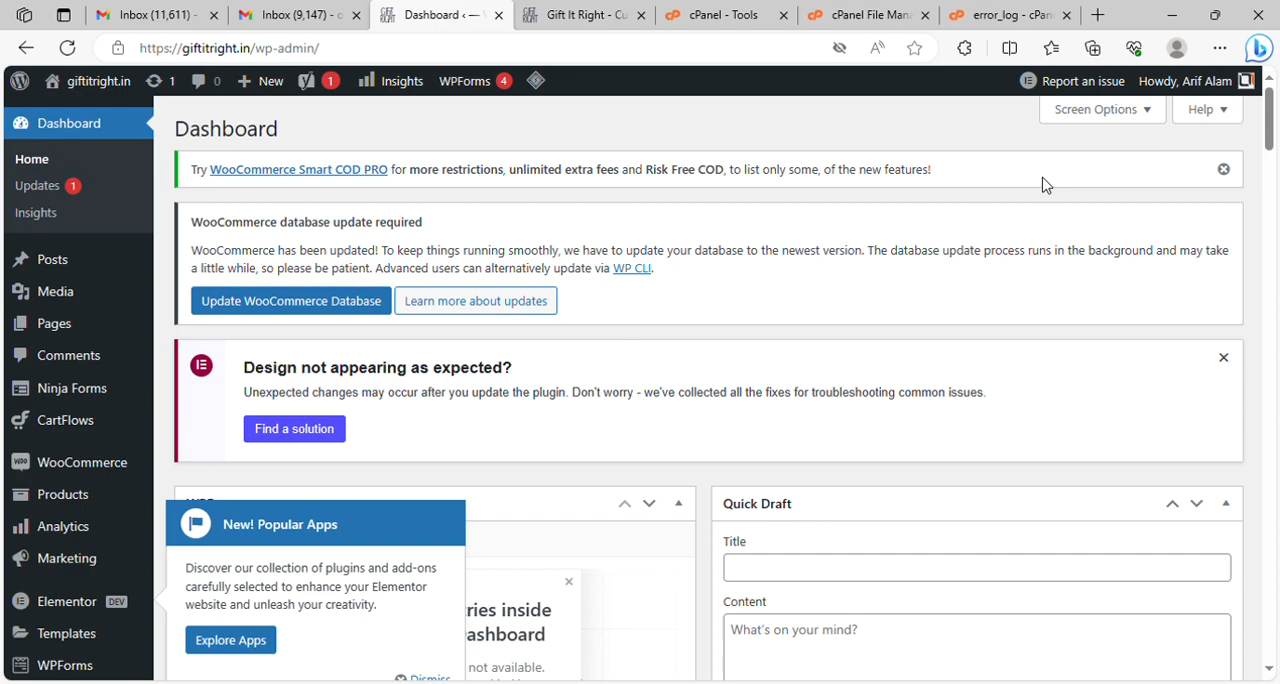 Inbox (11,611) -
Inbox (9,147) - o
Dashboard ‹ —
Gift It Right - Cu
cPanel - Tools
cPanel File Man
error_log - cPan
https://giftitright.in/wp-admin/
giftitright.in
1
0
New
1
Insights
WPForms 4
Report an issue
Howdy, Arif Alam
Dashboard
Home
Updates 1
Insights
Posts
Media
Pages
Comments
Ninja Forms
CartFlows
WooCommerce
Products
Analytics
Marketing
Elementor DEV
Templates
WPForms
Screen Options
Help
Dashboard
Try WooCommerce Smart COD PRO for more restrictions, unlimited extra fees and Risk Free COD, to list only some, of the new features!
WooCommerce database update required
WooCommerce has been updated! To keep things running smoothly, we have to update your database to the newest version. The database update process runs in the background and may take
a little while, so please be patient. Advanced users can alternatively update via WP CLI.
Update WooCommerce Database
Learn more about updates
Design not appearing as expected?
Unexpected changes may occur after you update the plugin. Don't worry - we've collected all the fixes for troubleshooting common issues.
Find a solution
New! Popular Apps
Discover our collection of plugins and add-ons
carefully selected to enhance your Elementor
website and unleash your creativity.
Explore Apps
Dismiss
ries inside
ashboard
not available.
Quick Draft
Title
Content
What's on your mind?